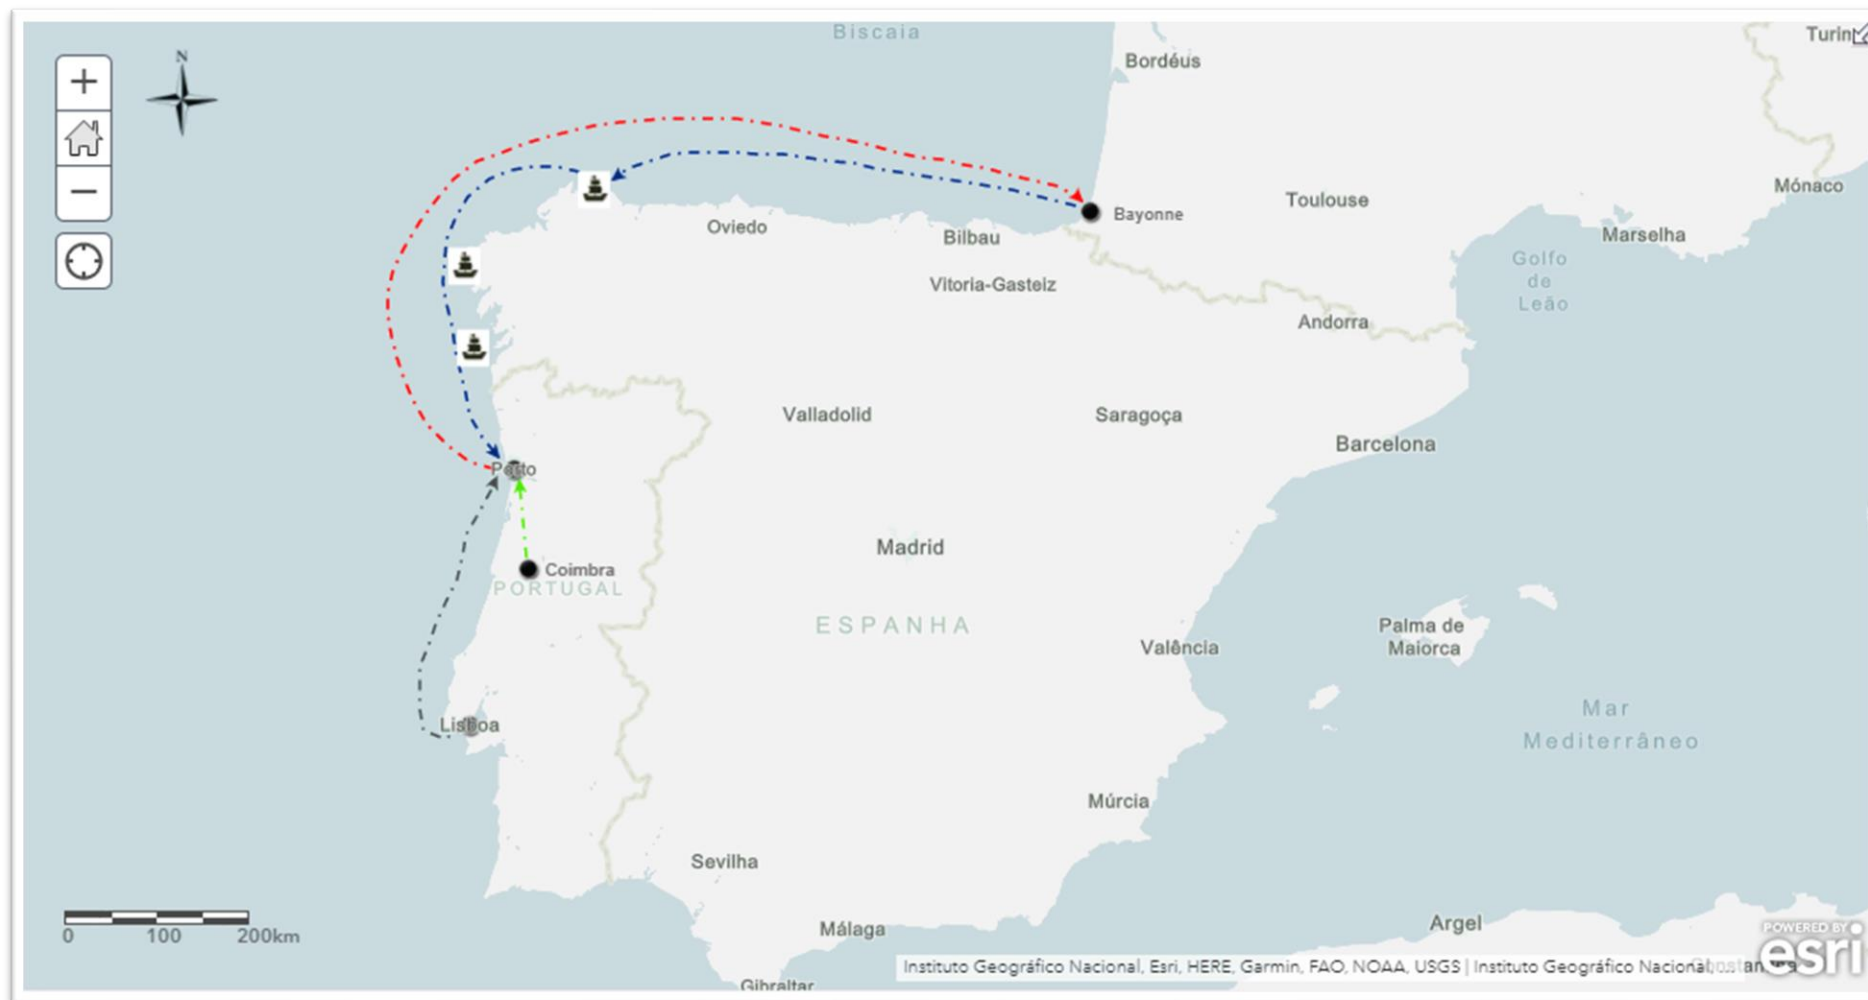 Biscaia
Turin
N
Bordéus
+
−
Mónaco
Toulouse
Bayonne
Oviedo
Bilbau
Marselha
Golfo
de
Leão
Vitoria-Gasteiz
Andorra
Valladolid
Saragoça
Barcelona
Porto
Madrid
Coimbra
PORTUGAL
ESPANHA
Palma de
Maiorca
Valência
Mar
Mediterrâneo
Lisboa
Múrcia
Sevilha
Málaga
Argel
0 100 200km
POWERED BY
esri
Instituto Geográfico Nacional, Esri, HERE, Garmin, FAO, NOAA, USGS | Instituto Geográfico Nacional, ...
Gibraltar